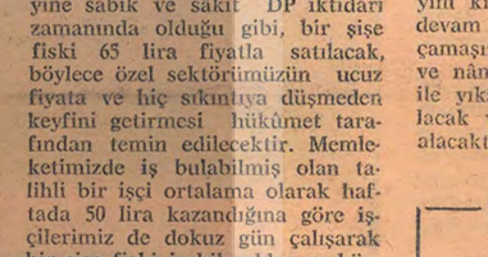 yine sabık ve sâkıt DP iktidarı
zamanında olduğu gibi, bir şişe
fiski 65 lira fiyatla satılacak,
böylece özel sektörümüzün ucuz
fiyata ve hiç sıkıntıya düşmeden
keyfini getirmesi hükûmet tara-
fından temin edilecektir. Memle-
ketimizde iş bulabilmiş olan ta-
lihli bir işçi ortalama olarak haf-
tada 50 lira kazandığına göre iş-
çilerimiz de dokuz gün çalışarak
devam
çamaşı
ve nân
ile yık
lacak
alacakt